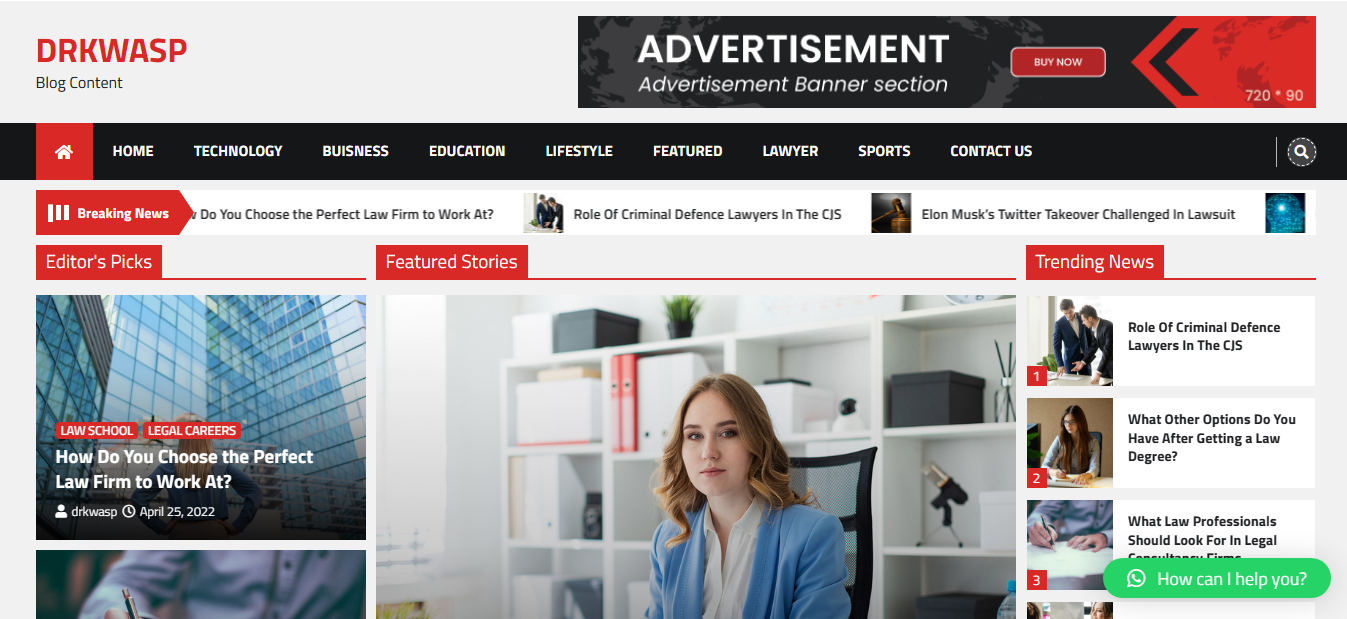 DRKWASP
Blog Content
ADVERTISEMENT
Advertisement Banner section
BUY NOW
720 * 90
HOME TECHNOLOGY BUISNESS EDUCATION LIFESTYLE FEATURED LAWYER SPORTS CONTACT US
Breaking News
Do You Choose the Perfect Law Firm to Work At?
Role Of Criminal Defence Lawyers In The CJS
Elon Musk's Twitter Takeover Challenged In Lawsuit
Editor's Picks
LAW SCHOOL LEGAL CAREERS
How Do You Choose the Perfect
Law Firm to Work At?
drkwasp April 25, 2022
Featured Stories
Trending News
1
Role Of Criminal Defence
Lawyers In The CJS
2
What Other Options Do You
Have After Getting a Law
Degree?
3
What Law Professionals
Should Look For In Legal
Consultancy Firms
How can I help you?